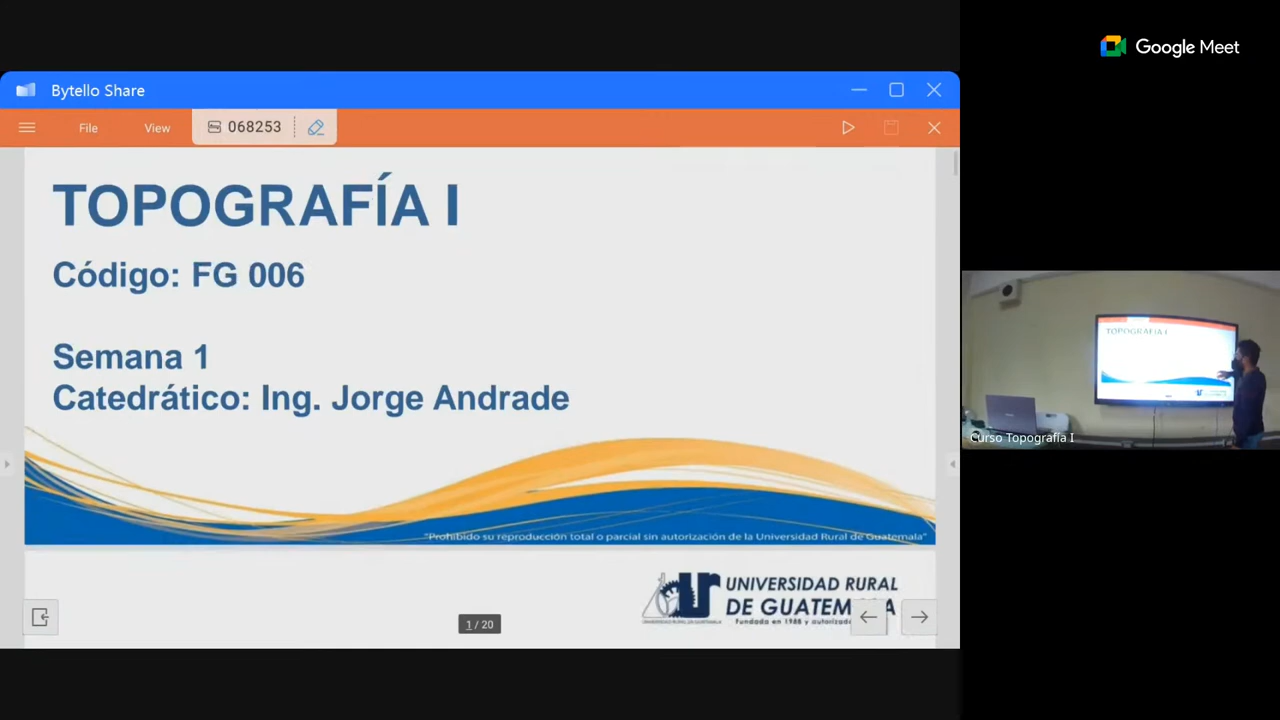 Google Meet
Bytello Share
File
View
068253
TOPOGRAFÍA I
Código: FG 006
Semana 1
Catedrático: Ing. Jorge Andrade
"Prohibido su reproducción total o parcial sin autorización de la Universidad Rural de Guatemala"
UNIVERSIDAD RURAL
DE GUATEM LA
Fundada en 1988 y autorizad
1 / 20
TOPOGRAFÍA I
Curso Topografía I